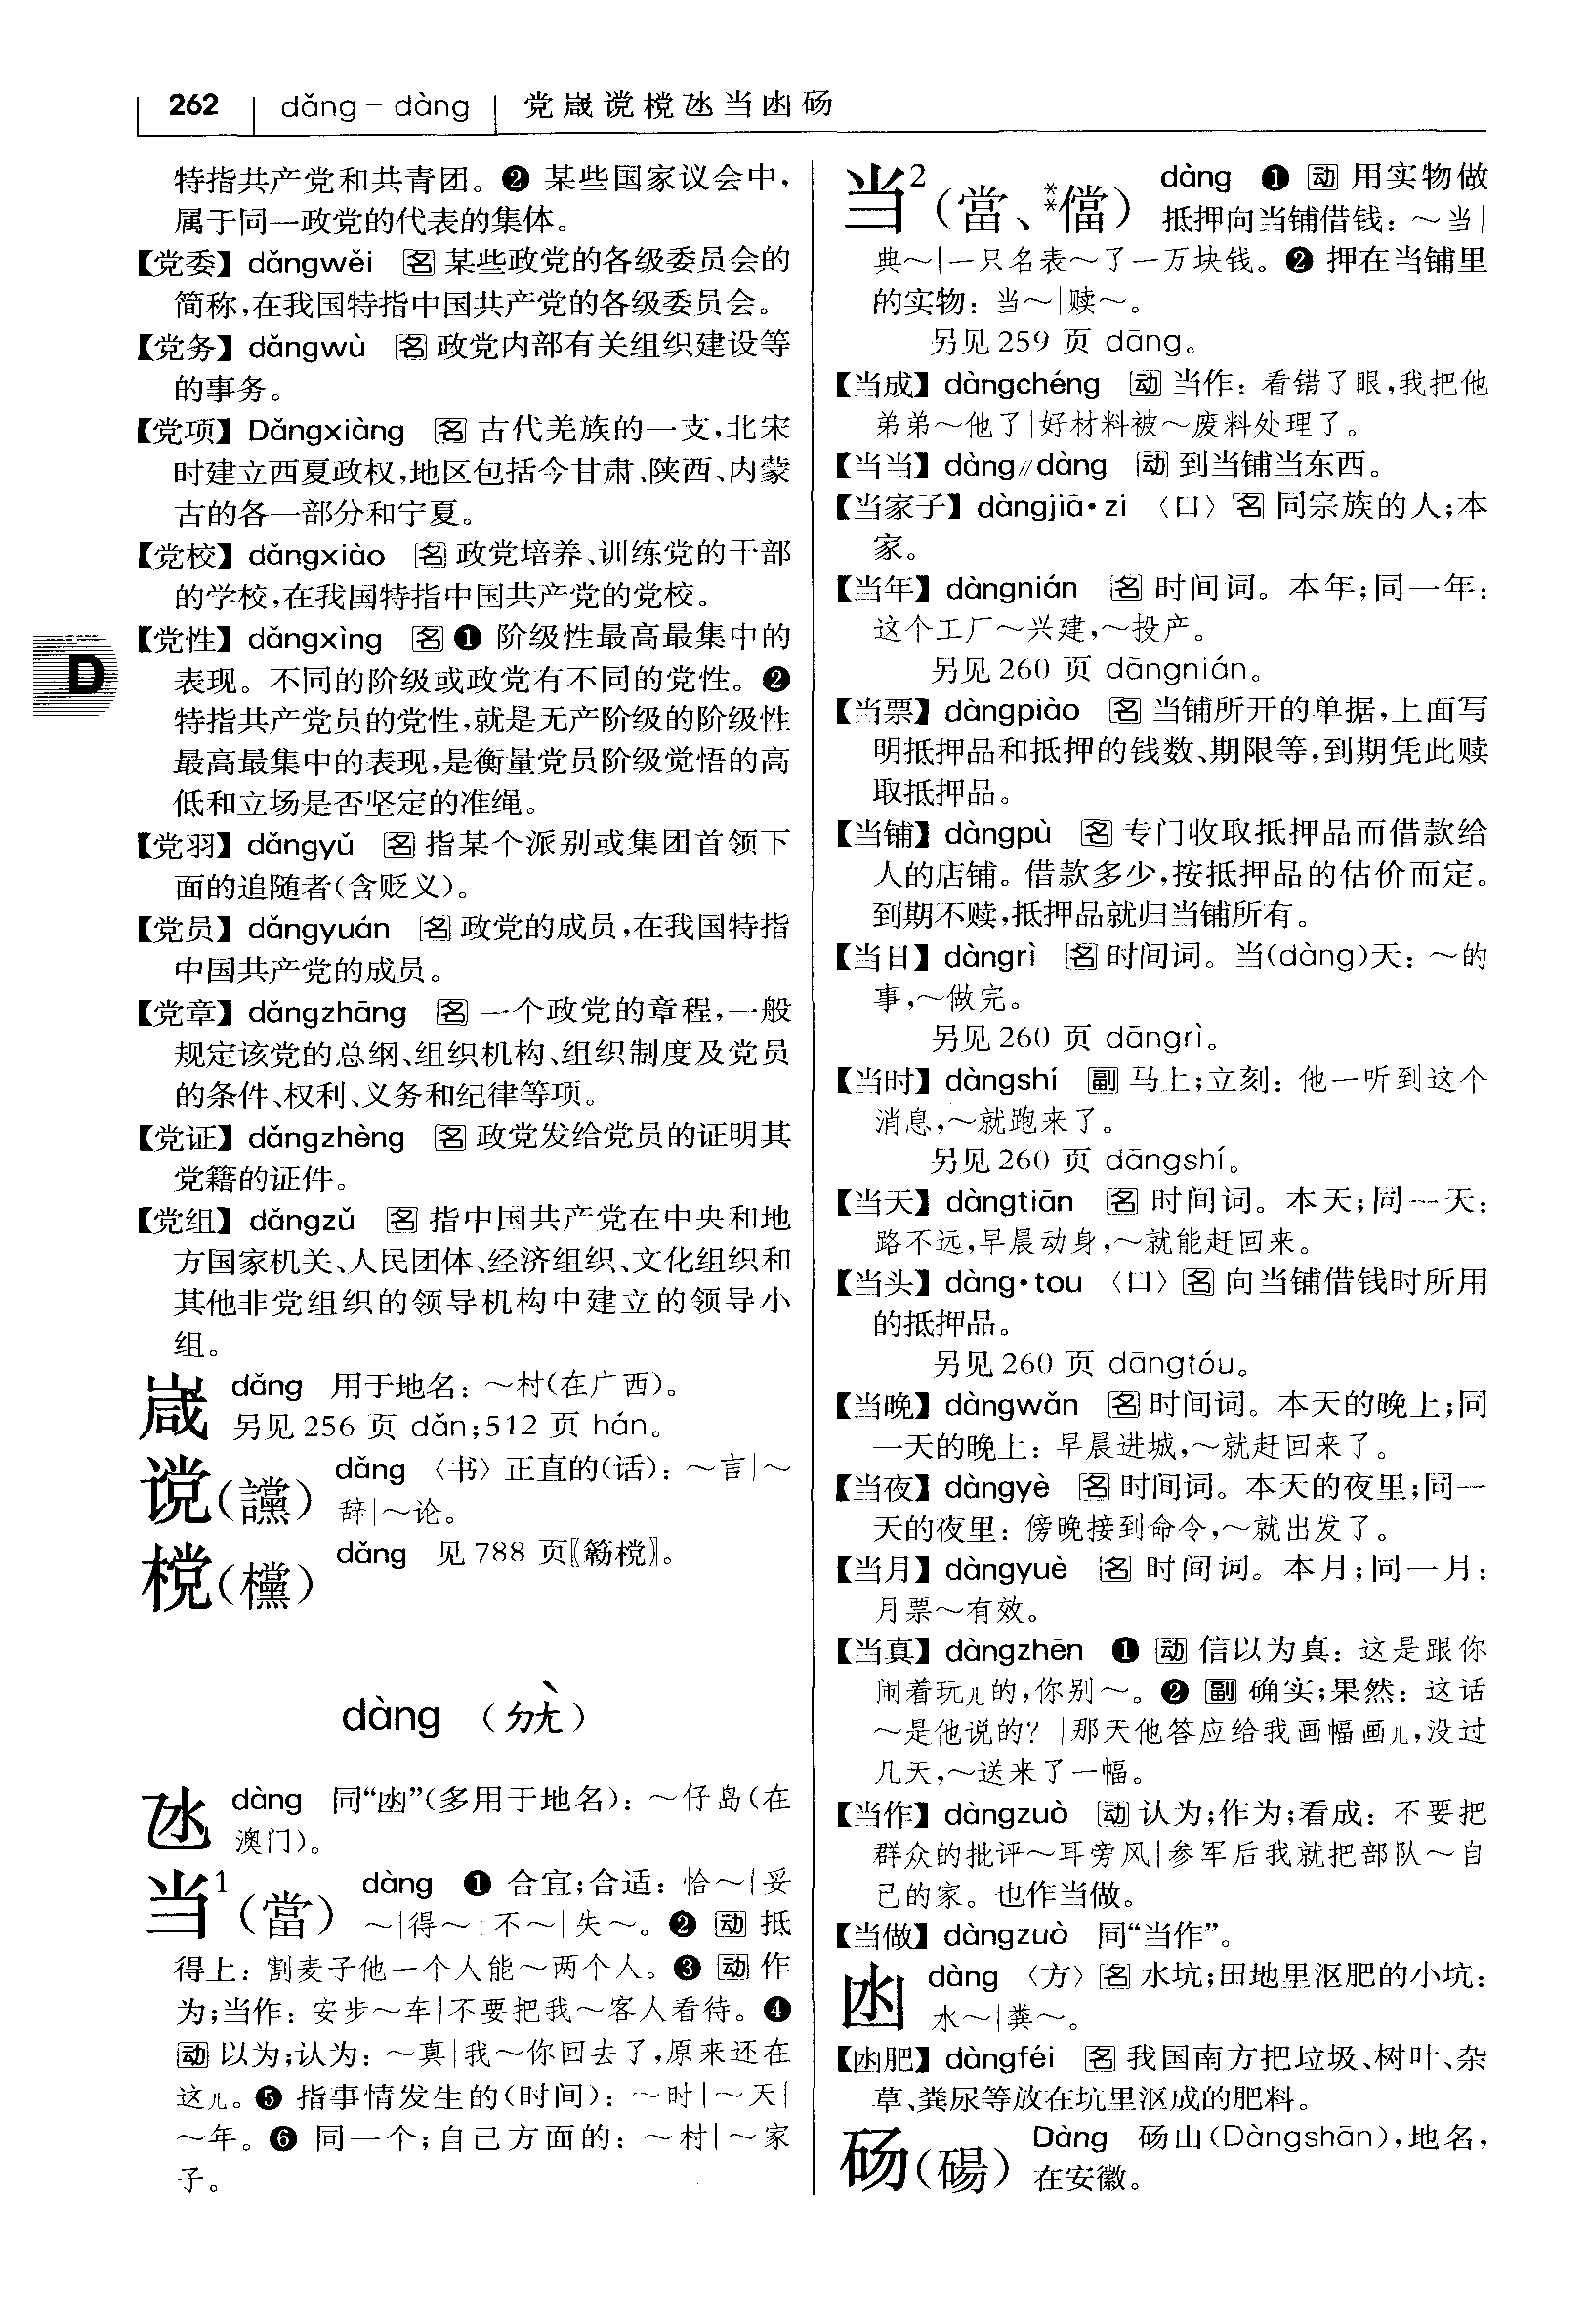 262 dǎng–dàng 党崴谠欓氹当凼砀
特指共产党和共青团。❷ 某些国家议会中,
属于同一政党的代表的集体。
【党委】dǎngwěi 名 某些政党的各级委员会的
简称,在我国特指中国共产党的各级委员会。
【党务】dǎngwù 名 政党内部有关组织建设等
的事务。
【党项】Dǎngxiàng 名 古代羌族的一支,北宋
时建立西夏政权,地区包括今甘肃、陕西、内蒙
古的各一部分和宁夏。
【党校】dǎngxiào 名 政党培养、训练党的干部
的学校,在我国特指中国共产党的党校。
【党性】dǎngxìng 名 ❶ 阶级性最高最集中的
表现。不同的阶级或政党有不同的党性。❷
特指共产党员的党性,就是无产阶级的阶级性
最高最集中的表现,是衡量党员阶级觉悟的高
低和立场是否坚定的准绳。
【党羽】dǎngyǔ 名 指某个派别或集团首领下
面的追随者(含贬义)。
【党员】dǎngyuán 名 政党的成员,在我国特指
中国共产党的成员。
【党章】dǎngzhāng 名 一个政党的章程,一般
规定该党的总纲、组织机构、组织制度及党员
的条件、权利、义务和纪律等项。
【党证】dǎngzhèng 名 政党发给党员的证明其
党籍的证件。
【党组】dǎngzǔ 名 指中国共产党在中央和地
方国家机关、人民团体、经济组织、文化组织和
其他非党组织的领导机构中建立的领导小
组。
dǎng 用于地名:～村(在广西)。
另见 256 页 dǎn;512 页 hán。
谠(讜) dǎng 〈书〉正直的(话):～言|～
辞|～论。
欓(欓) dǎng 见 788 页〖簕欓〗。
dàng (ㄉㄤˋ)
氹 dàng 同“凼”(多用于地名):～仔岛(在
澳门)。
当¹(當) dàng ❶ 合宜;合适:恰～|妥
～|得～|不～|失～。❷ 动 抵
得上:割麦子他一个人能～两个人。❸ 动 作
为;当作:安步～车|不要把我～客人看待。❹
动 以为;认为:～真|我～你回去了,原来还在
这儿。❺ 指事情发生的(时间):～时|～天|
～年。❻ 同一个;自己方面的:～村|～家
子。
D
当²(當、**儅) dàng ❶ 动 用实物做
抵押向当铺借钱:～当|
典～|一只名表～了一万块钱。❷ 押在当铺里
的实物:当～|赎～。
另见 259 页 dāng。
【当成】dàngchéng 动 当作:看错了眼,我把他
弟弟～他了|好材料被～废料处理了。
【当当】dàng//dàng 动 到当铺当东西。
【当家子】dàngjiā·zi 〈口〉名 同宗族的人;本
家。
【当年】dàngnián 名 时间词。本年;同一年:
这个工厂～兴建,～投产。
另见 260 页 dāngnián。
【当票】dàngpiào 名 当铺所开的单据,上面写
明抵押品和抵押的钱数、期限等,到期凭此赎
取抵押品。
【当铺】dàngpù 名 专门收取抵押品而借款给
人的店铺。借款多少,按抵押品的估价而定。
到期不赎,抵押品就归当铺所有。
【当日】dàngrì 名 时间词。当(dàng)天:～的
事,～做完。
另见 260 页 dāngrì。
【当时】dàngshí 副 马上;立刻:他一听到这个
消息,～就跑来了。
另见 260 页 dāngshí。
【当天】dàngtiān 名 时间词。本天;同一天:
路不远,早晨动身,～就能赶回来。
【当头】dàng·tou 〈口〉名 向当铺借钱时所用
的抵押品。
另见 260 页 dāngtóu。
【当晚】dàngwǎn 名 时间词。本天的晚上;同
一天的晚上:早晨进城,～就赶回来了。
【当夜】dàngyè 名 时间词。本天的夜里;同一
天的夜里:傍晚接到命令,～就出发了。
【当月】dàngyuè 名 时间词。本月;同一月:
月票～有效。
【当真】dàngzhēn ❶ 动 信以为真:这是跟你
闹着玩儿的,你别～。❷ 副 确实;果然:这话
～是他说的? |那天他答应给我画幅画儿,没过
几天,～送来了一幅。
【当作】dàngzuò 动 认为;作为;看成:不要把
群众的批评～耳旁风|参军后我就把部队～自
己的家。也作当做。
【当做】dàngzuò 同“当作”。
凼 dàng 〈方〉名 水坑;田地里沤肥的小坑:
水～|粪～。
【凼肥】dàngféi 名 我国南方把垃圾、树叶、杂
草、粪尿等放在坑里沤成的肥料。
砀(碭) Dàng 砀山(Dàngshān),地名,
在安徽。